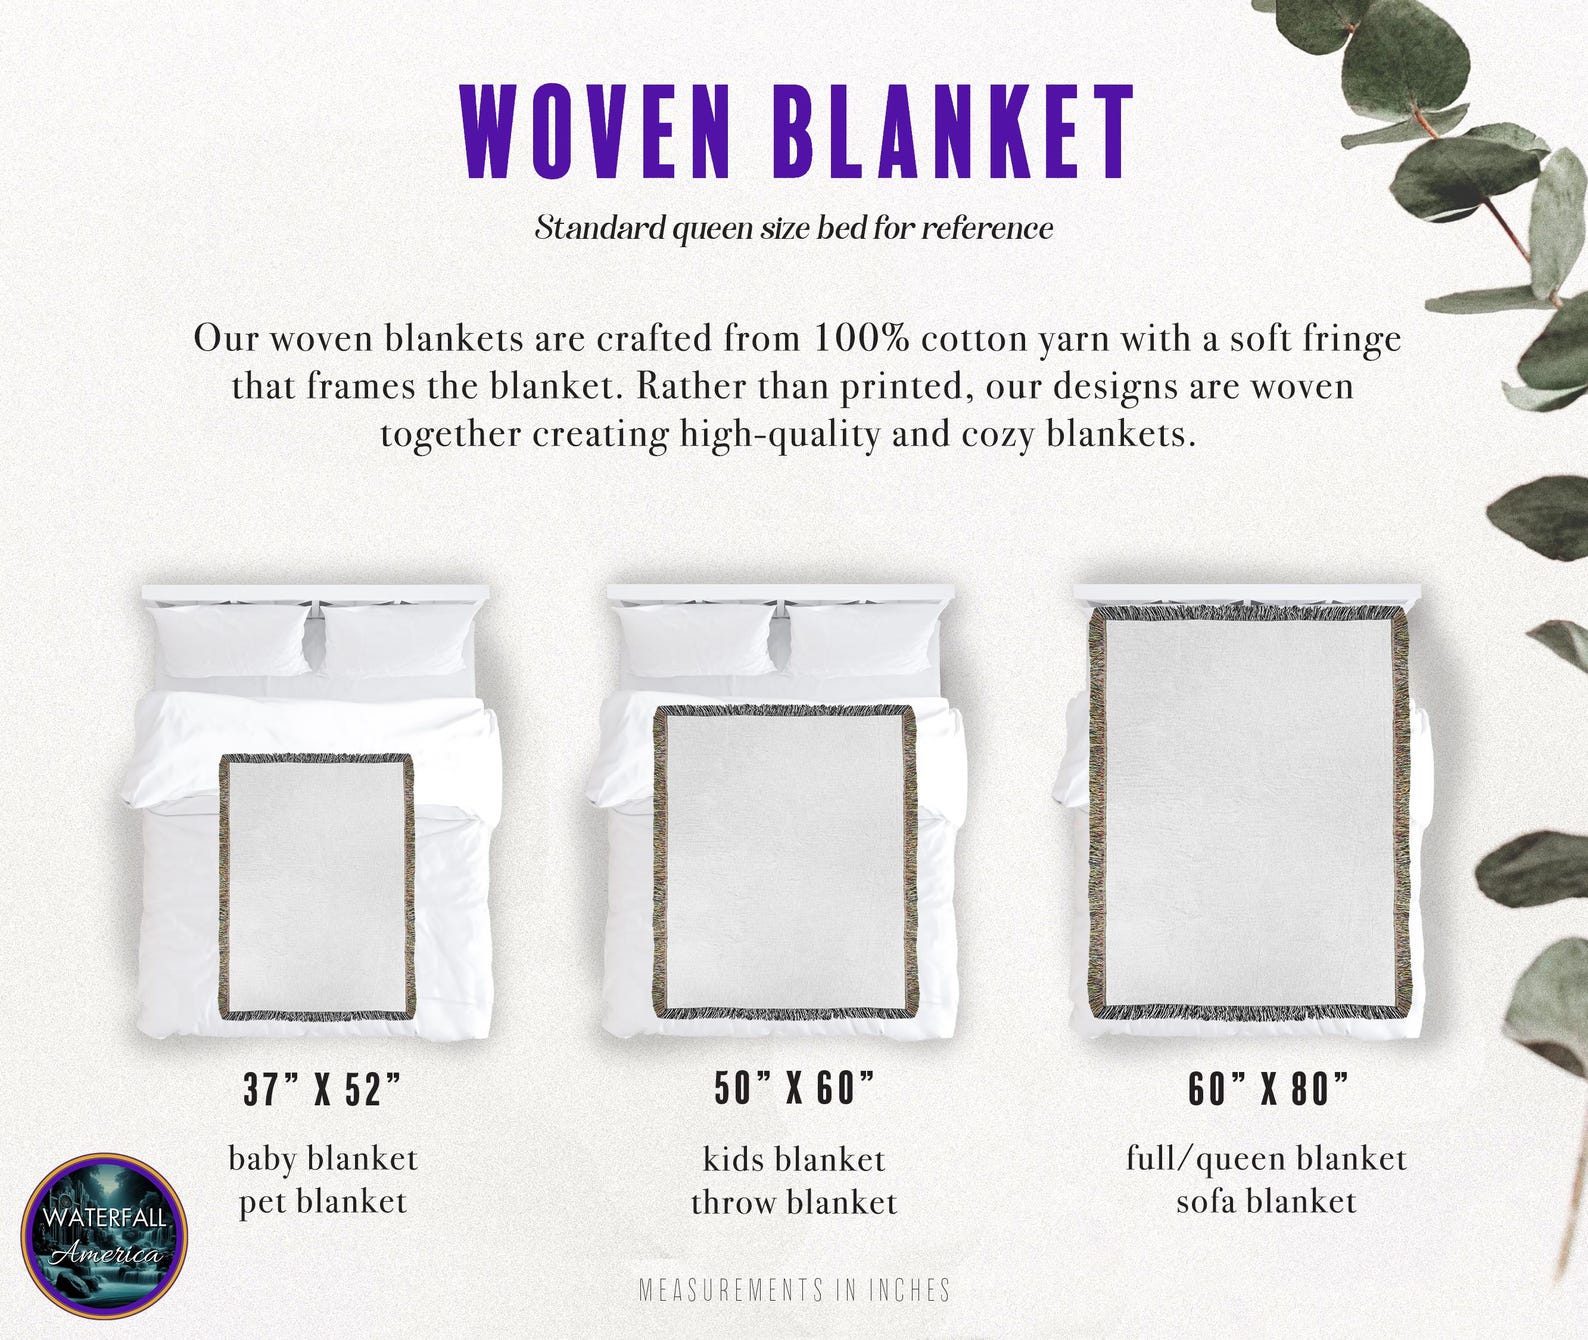 WOVEN BLANKET
Standard queen size bed for reference
Our woven blankets are crafted from 100% cotton yarn with a soft fringe
that frames the blanket. Rather than printed, our designs are woven
together creating high-quality and cozy blankets.
37” X 52”
baby blanket
pet blanket
50” X 60”
kids blanket
throw blanket
60” X 80”
full/queen blanket
sofa blanket
WATERFALL
America
MEASUREMENTS IN INCHES